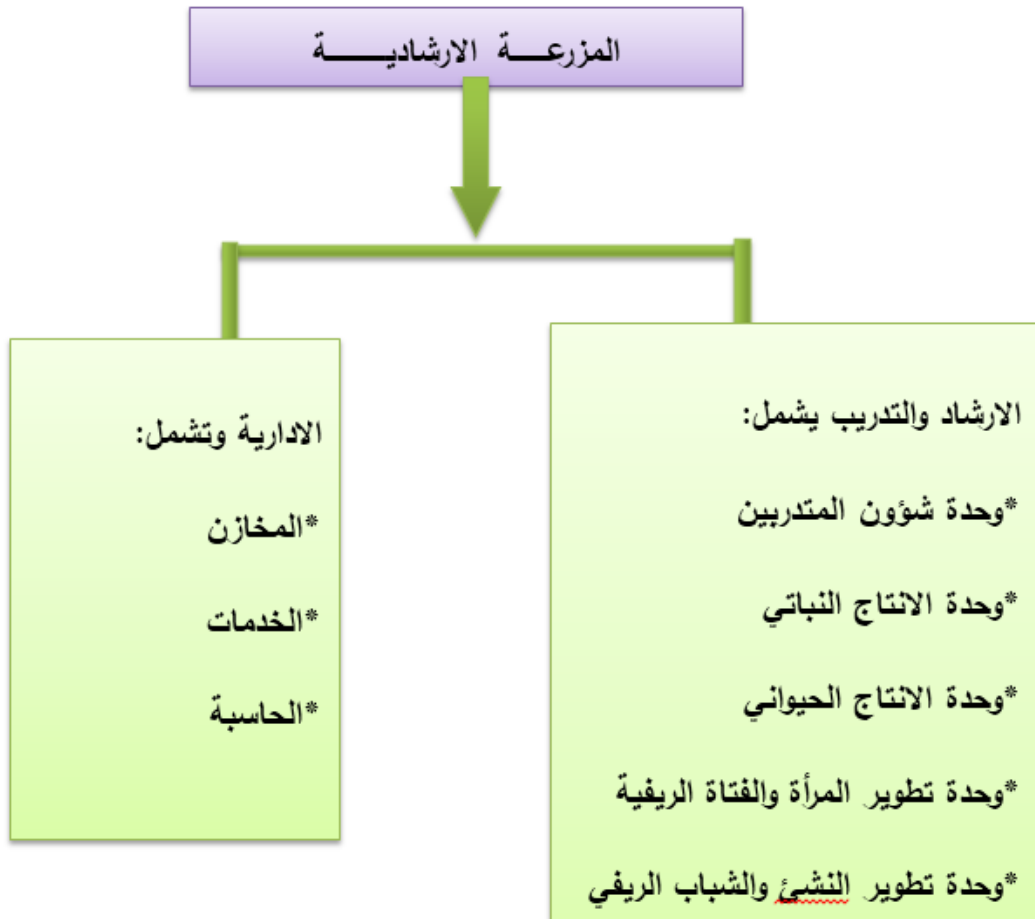 المزرعـــة الارشاديـــــة
الارشاد والتدريب يشمل:
*وحدة شؤون المتدربين
*وحدة الانتاج النباتي
*وحدة الانتاج الحيواني
*وحدة تطوير المرأة والفتاة الريفية
*وحدة تطوير النشئ والشباب الريفي
الادارية وتشمل:
*المخازن
*الخدمات
*الحاسبة